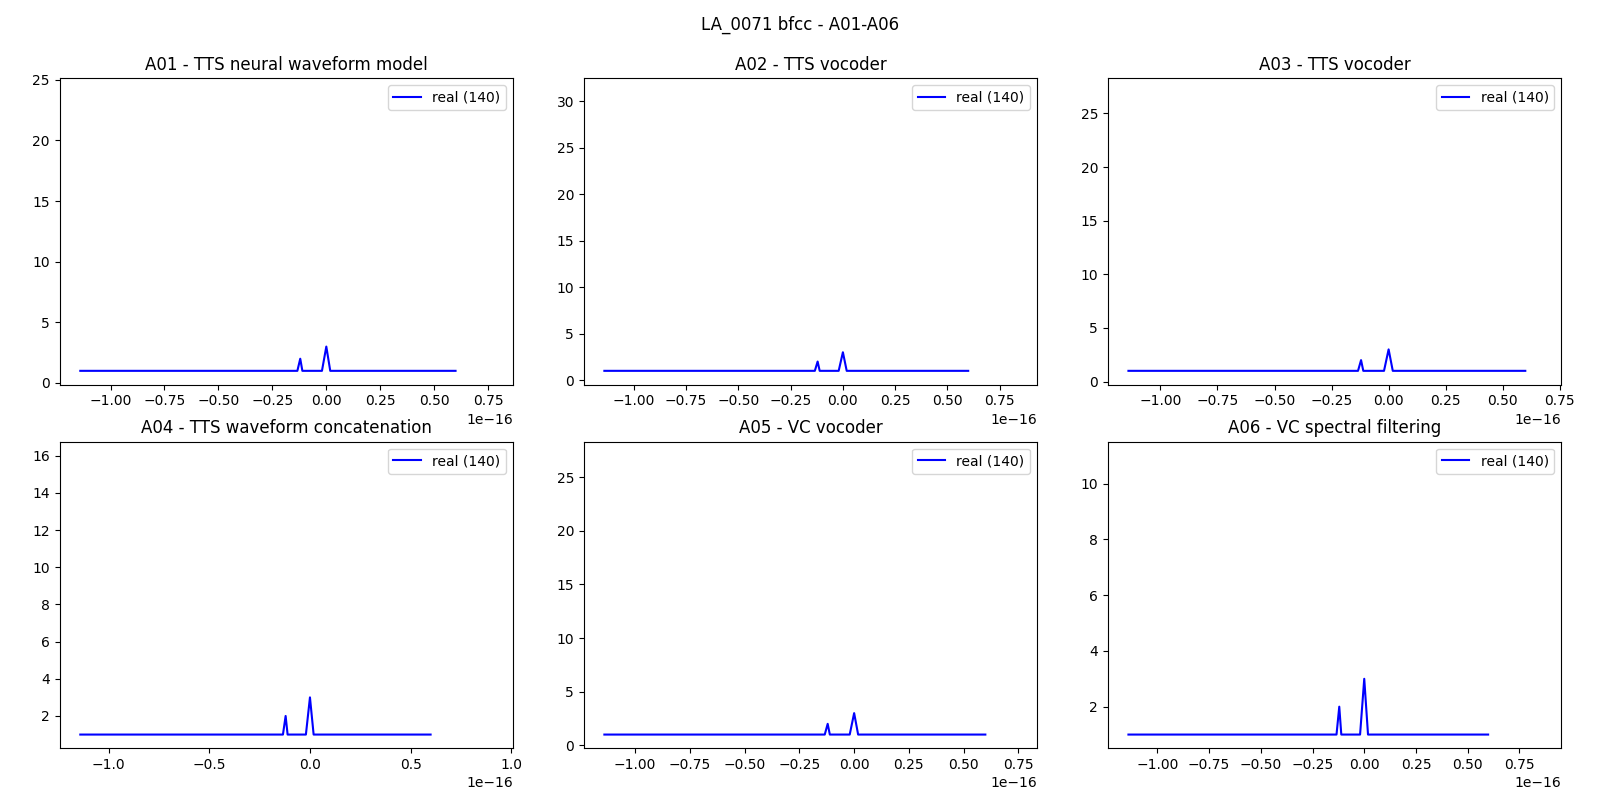 LA_0071 bfcc - A01-A06
A01 - TTS neural waveform model
real (140)
25
20
15
10
5
0
−1.00 −0.75 −0.50 −0.25 0.00 0.25 0.50 0.75
1e−16
A02 - TTS vocoder
real (140)
30
25
20
15
10
5
0
−1.00 −0.75 −0.50 −0.25 0.00 0.25 0.50 0.75
1e−16
A03 - TTS vocoder
real (140)
25
20
15
10
5
0
−1.00 −0.75 −0.50 −0.25 0.00 0.25 0.50 0.75
1e−16
A04 - TTS waveform concatenation
real (140)
16
14
12
10
8
6
4
2
−1.0 −0.5 0.0 0.5 1.0
1e−16
A05 - VC vocoder
real (140)
25
20
15
10
5
0
−1.00 −0.75 −0.50 −0.25 0.00 0.25 0.50 0.75
1e−16
A06 - VC spectral filtering
real (140)
10
8
6
4
2
−1.00 −0.75 −0.50 −0.25 0.00 0.25 0.50 0.75
1e−16